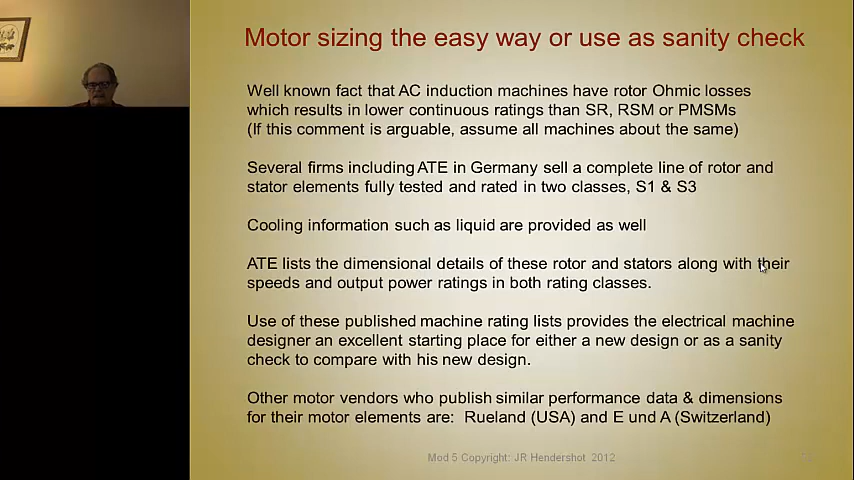 Motor sizing the easy way or use as sanity check
Well known fact that AC induction machines have rotor Ohmic losses
which results in lower continuous ratings than SR, RSM or PMSMs
(If this comment is arguable, assume all machines about the same)
Several firms including ATE in Germany sell a complete line of rotor and
stator elements fully tested and rated in two classes, S1 & S3
Cooling information such as liquid are provided as well
ATE lists the dimensional details of these rotor and stators along with their
speeds and output power ratings in both rating classes.
Use of these published machine rating lists provides the electrical machine
designer an excellent starting place for either a new design or as a sanity
check to compare with his new design.
Other motor vendors who publish similar performance data & dimensions
for their motor elements are: Rueland (USA) and E und A (Switzerland)
Mod 5 Copyright: JR Hendershot 2012